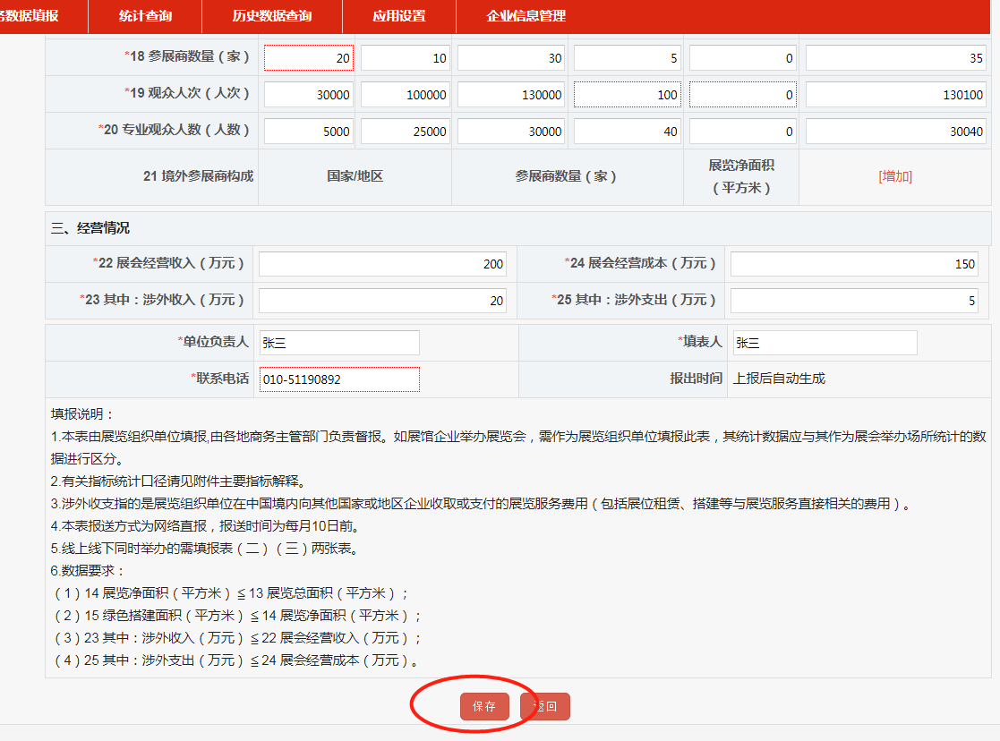 务数据填报 统计查询 历史数据查询 应用设置 企业信息管理
*18 参展商数量（家） 20 10 30 5 0 35
*19 观众人次（人次） 30000 100000 130000 100 0 130100
*20 专业观众人数（人数） 5000 25000 30000 40 0 30040
21 境外参展商构成 国家/地区 参展商数量（家） 展览净面积 [增加]
（平方米）
三、经营情况
*22 展会经营收入（万元） 200 *24 展会经营成本（万元） 150
*23 其中：涉外收入（万元） 20 *25 其中：涉外支出（万元） 5
*单位负责人 张三 *填表人 张三
*联系电话 010-51190892 报出时间 上报后自动生成
填报说明：
1.本表由展览组织单位填报,由各地商务主管部门负责督报。如展馆企业举办展览会，需作为展览组织单位填报此表，其统计数据应与其作为展会举办场所统计的数
据进行区分。
2.有关指标统计口径请见附件主要指标解释。
3.涉外收支指的是展览组织单位在中国境内向其他国家或地区企业收取或支付的展览服务费用（包括展位租赁、搭建等与展览服务直接相关的费用）。
4.本表报送方式为网络直报，报送时间为每月10日前。
5.线上线下同时举办的需填报表（二）（三）两张表。
6.数据要求：
（1）14 展览净面积（平方米）≦13 展览总面积（平方米）；
（2）15 绿色搭建面积（平方米）≦14 展览净面积（平方米）；
（3）23 其中：涉外收入（万元）≦22 展会经营收入（万元）；
（4）25 其中：涉外支出（万元）≦24 展会经营成本（万元）。
保存 返回